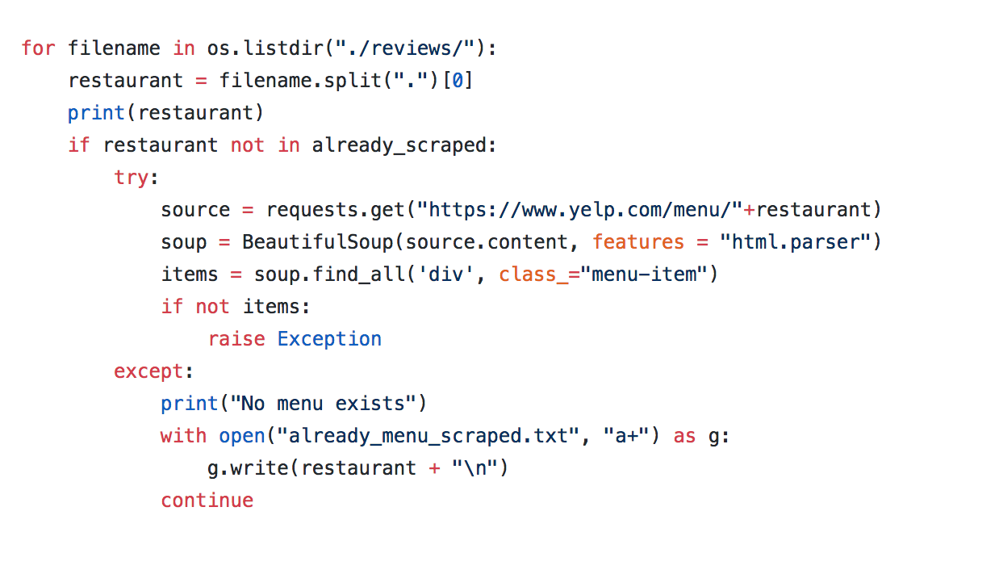 for filename in os.listdir("./reviews/"):
    restaurant = filename.split(".")[0]
    print(restaurant)
    if restaurant not in already_scraped:
        try:
            source = requests.get("https://www.yelp.com/menu/"+restaurant)
            soup = BeautifulSoup(source.content, features = "html.parser")
            items = soup.find_all('div', class_="menu-item")
            if not items:
                raise Exception
        except:
            print("No menu exists")
            with open("already_menu_scraped.txt", "a+") as g:
                g.write(restaurant + "\n")
            continue